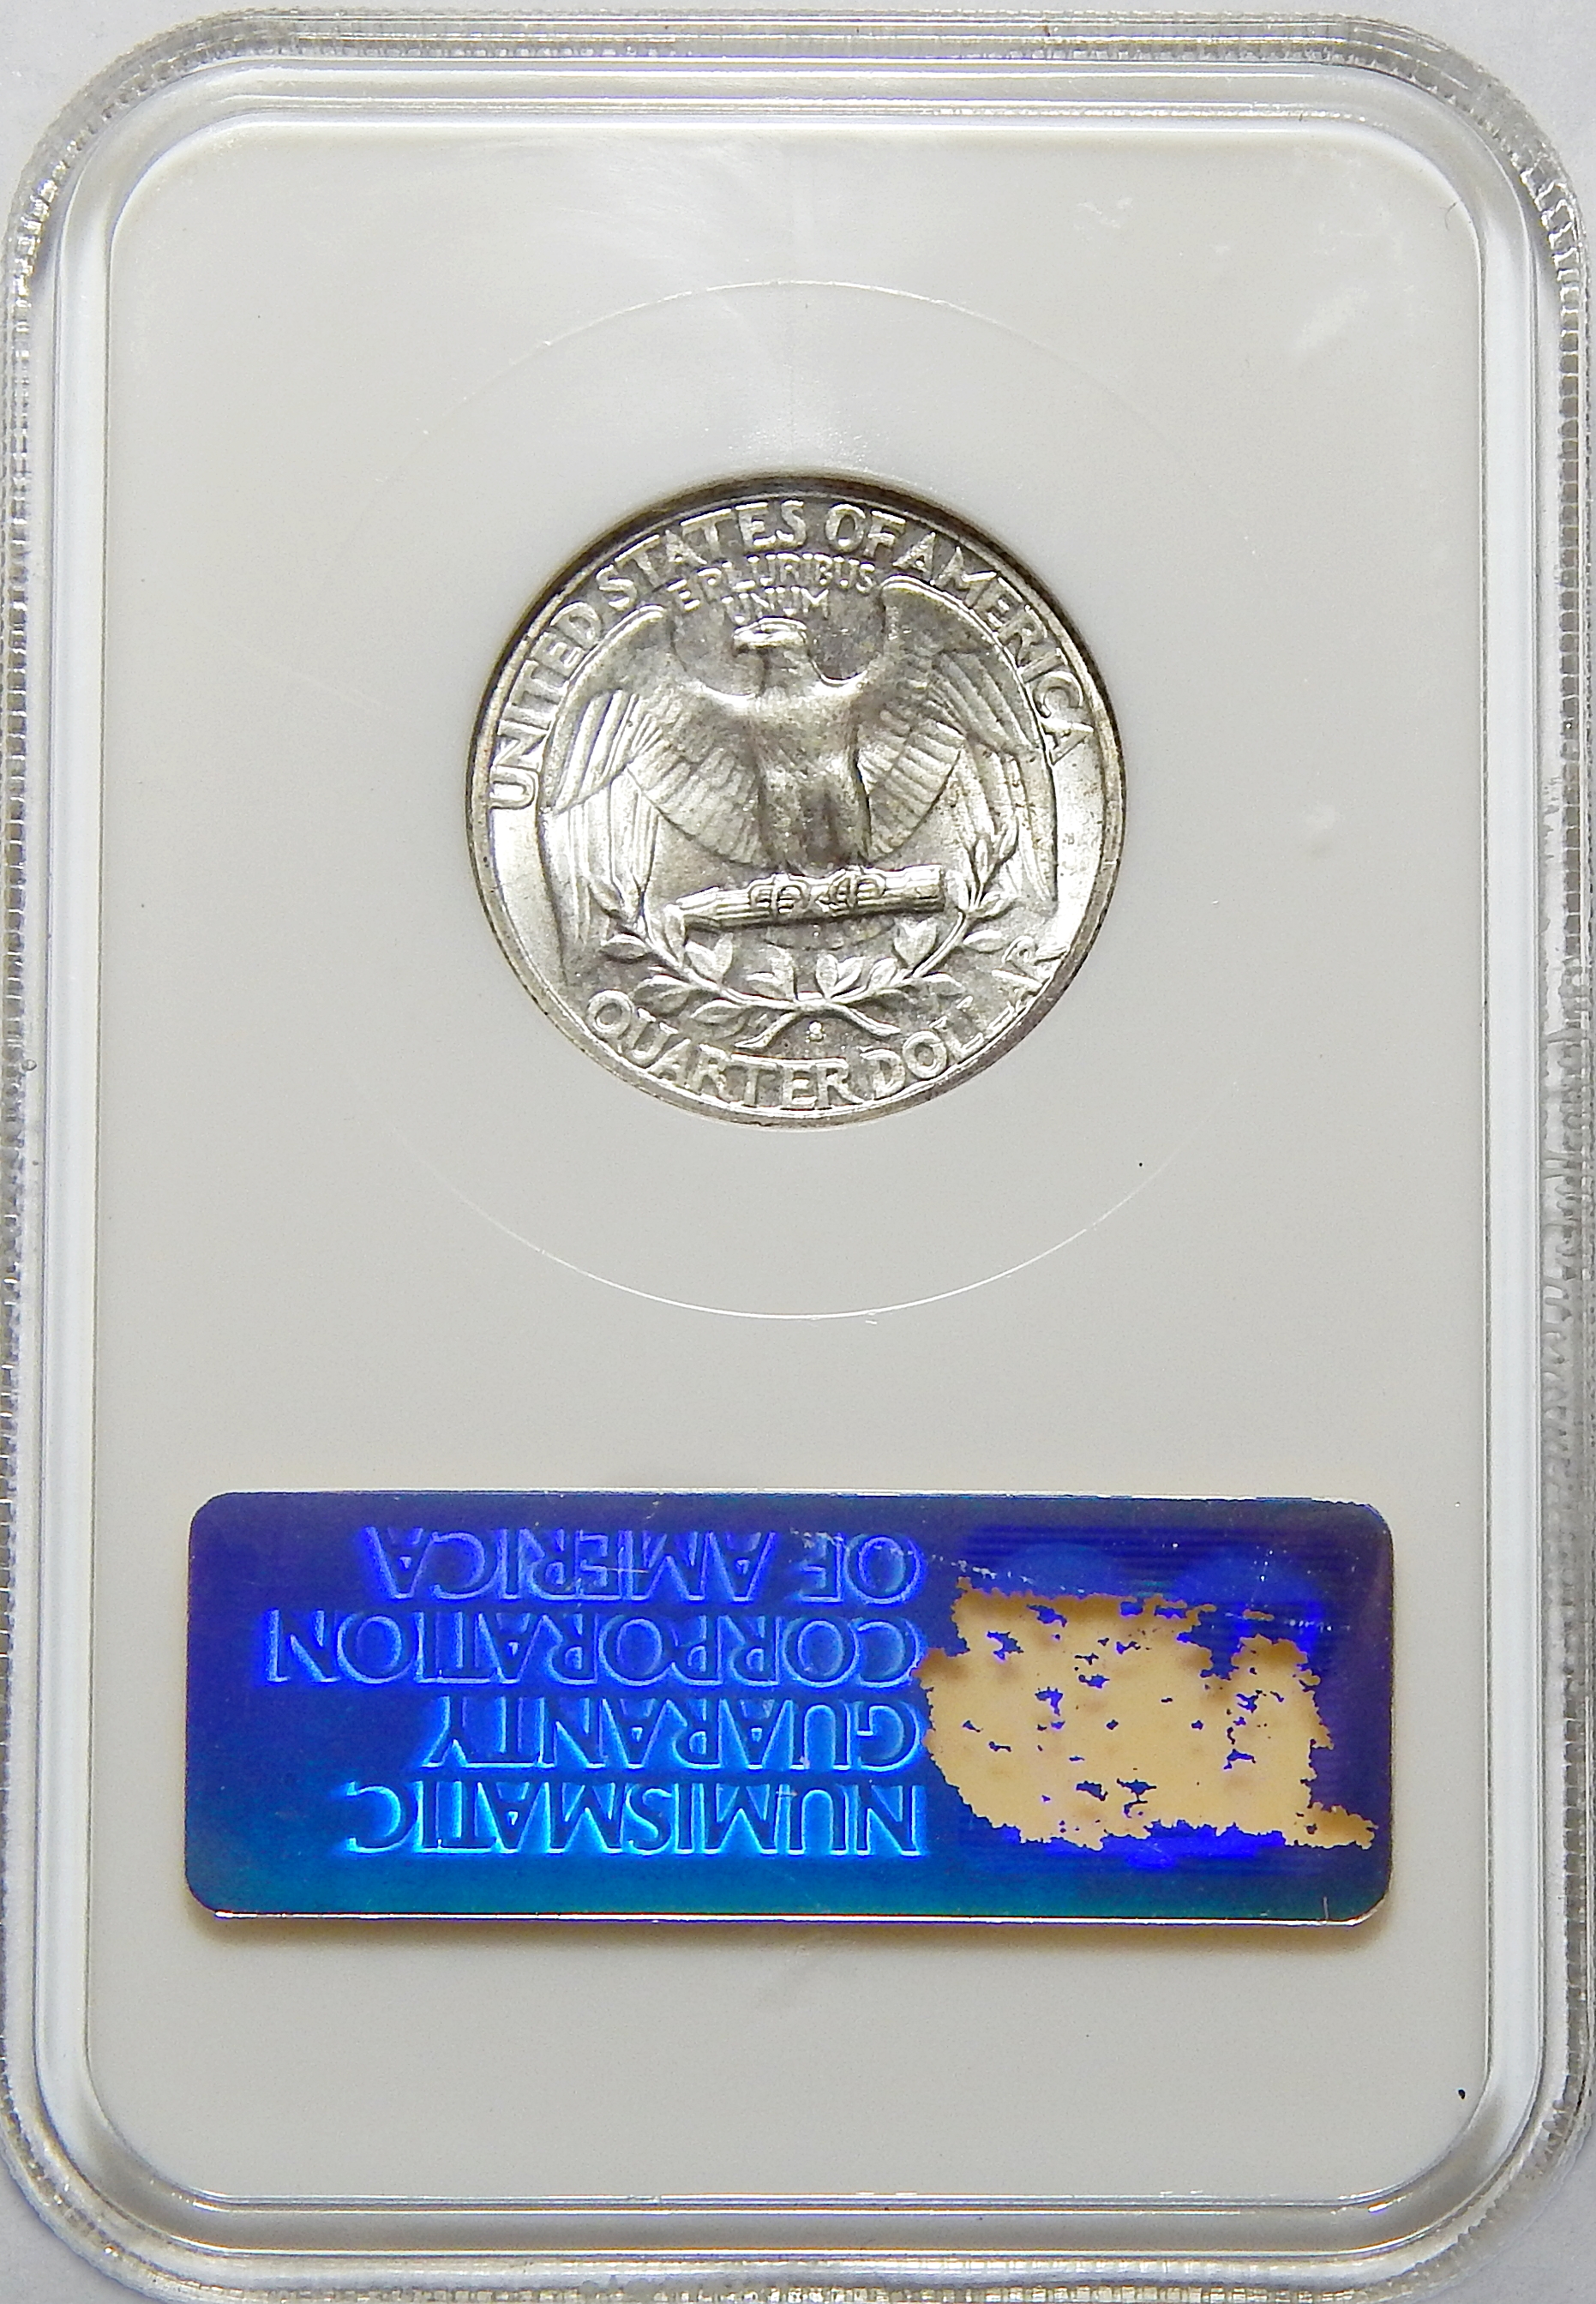 UNITED STATES OF AMERICA
E PLURIBUS
UNUM
S
QUARTER DOLLAR
NUMISMATIC
GUARANTY
CORPORATION
OF AMERICA